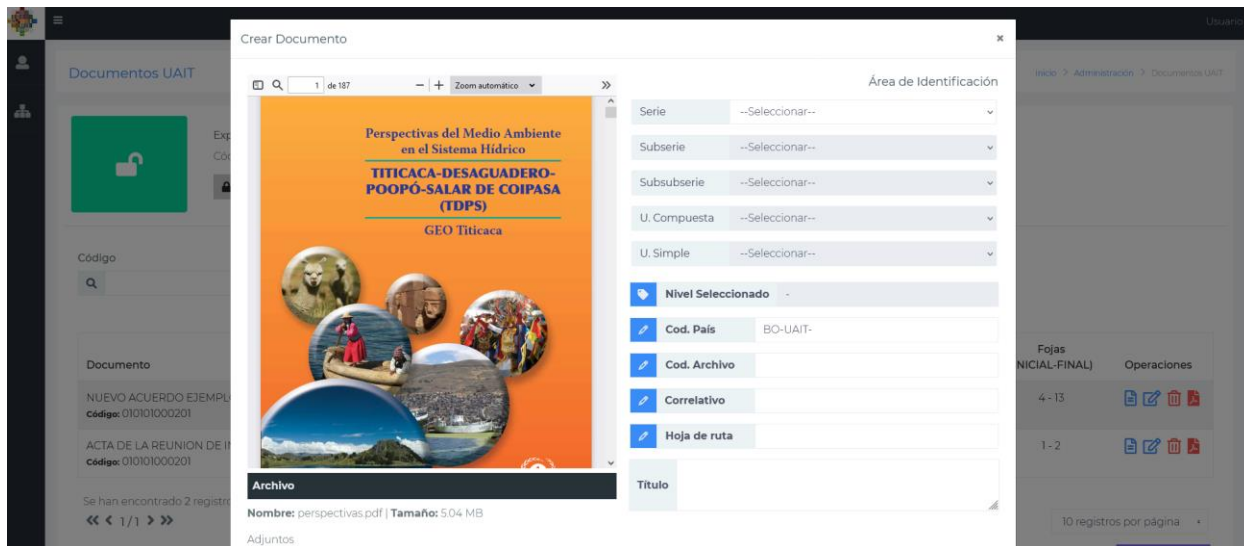 Usuario
Crear Documento
Documentos UAIT
Inicio > Administración > Documentos UAIT
1 de 187
Zoom automático
Área de Identificación
Perspectivas del Medio Ambiente
en el Sistema Hídrico
TITICACA-DESAGUADERO-
POOPÓ-SALAR DE COIPASA
(TDPS)
GEO Titicaca
Serie --Seleccionar--
Subserie --Seleccionar--
Subsubserie --Seleccionar--
U. Compuesta --Seleccionar--
U. Simple --Seleccionar--
Nivel Seleccionado -
Cod. País BO-UAIT-
Cod. Archivo
Correlativo
Hoja de ruta
Título
Archivo
Nombre: perspectivas.pdf | Tamaño: 5.04 MB
Adjuntos
Código
Documento
Fojas
NICIAL-FINAL)
Operaciones
NUEVO ACUERDO EJEMPL
Código: 010101000201
4 - 13
ACTA DE LA REUNION DE I
Código: 010101000201
1 - 2
Se han encontrado 2 registr
1/1
10 registros por página